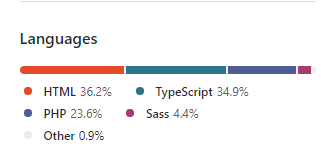 Languages
HTML 36.2% TypeScript 34.9%
PHP 23.6% Sass 4.4%
Other 0.9%